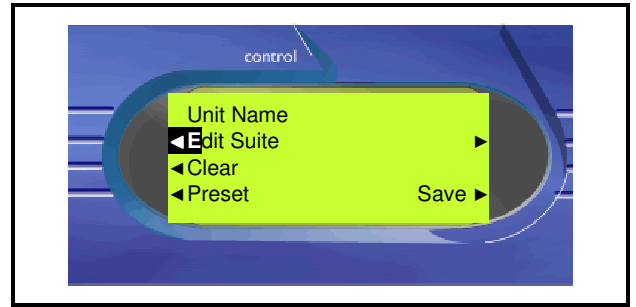 control
Unit Name
◄Edit Suite ►
◄Clear
◄Preset Save ►